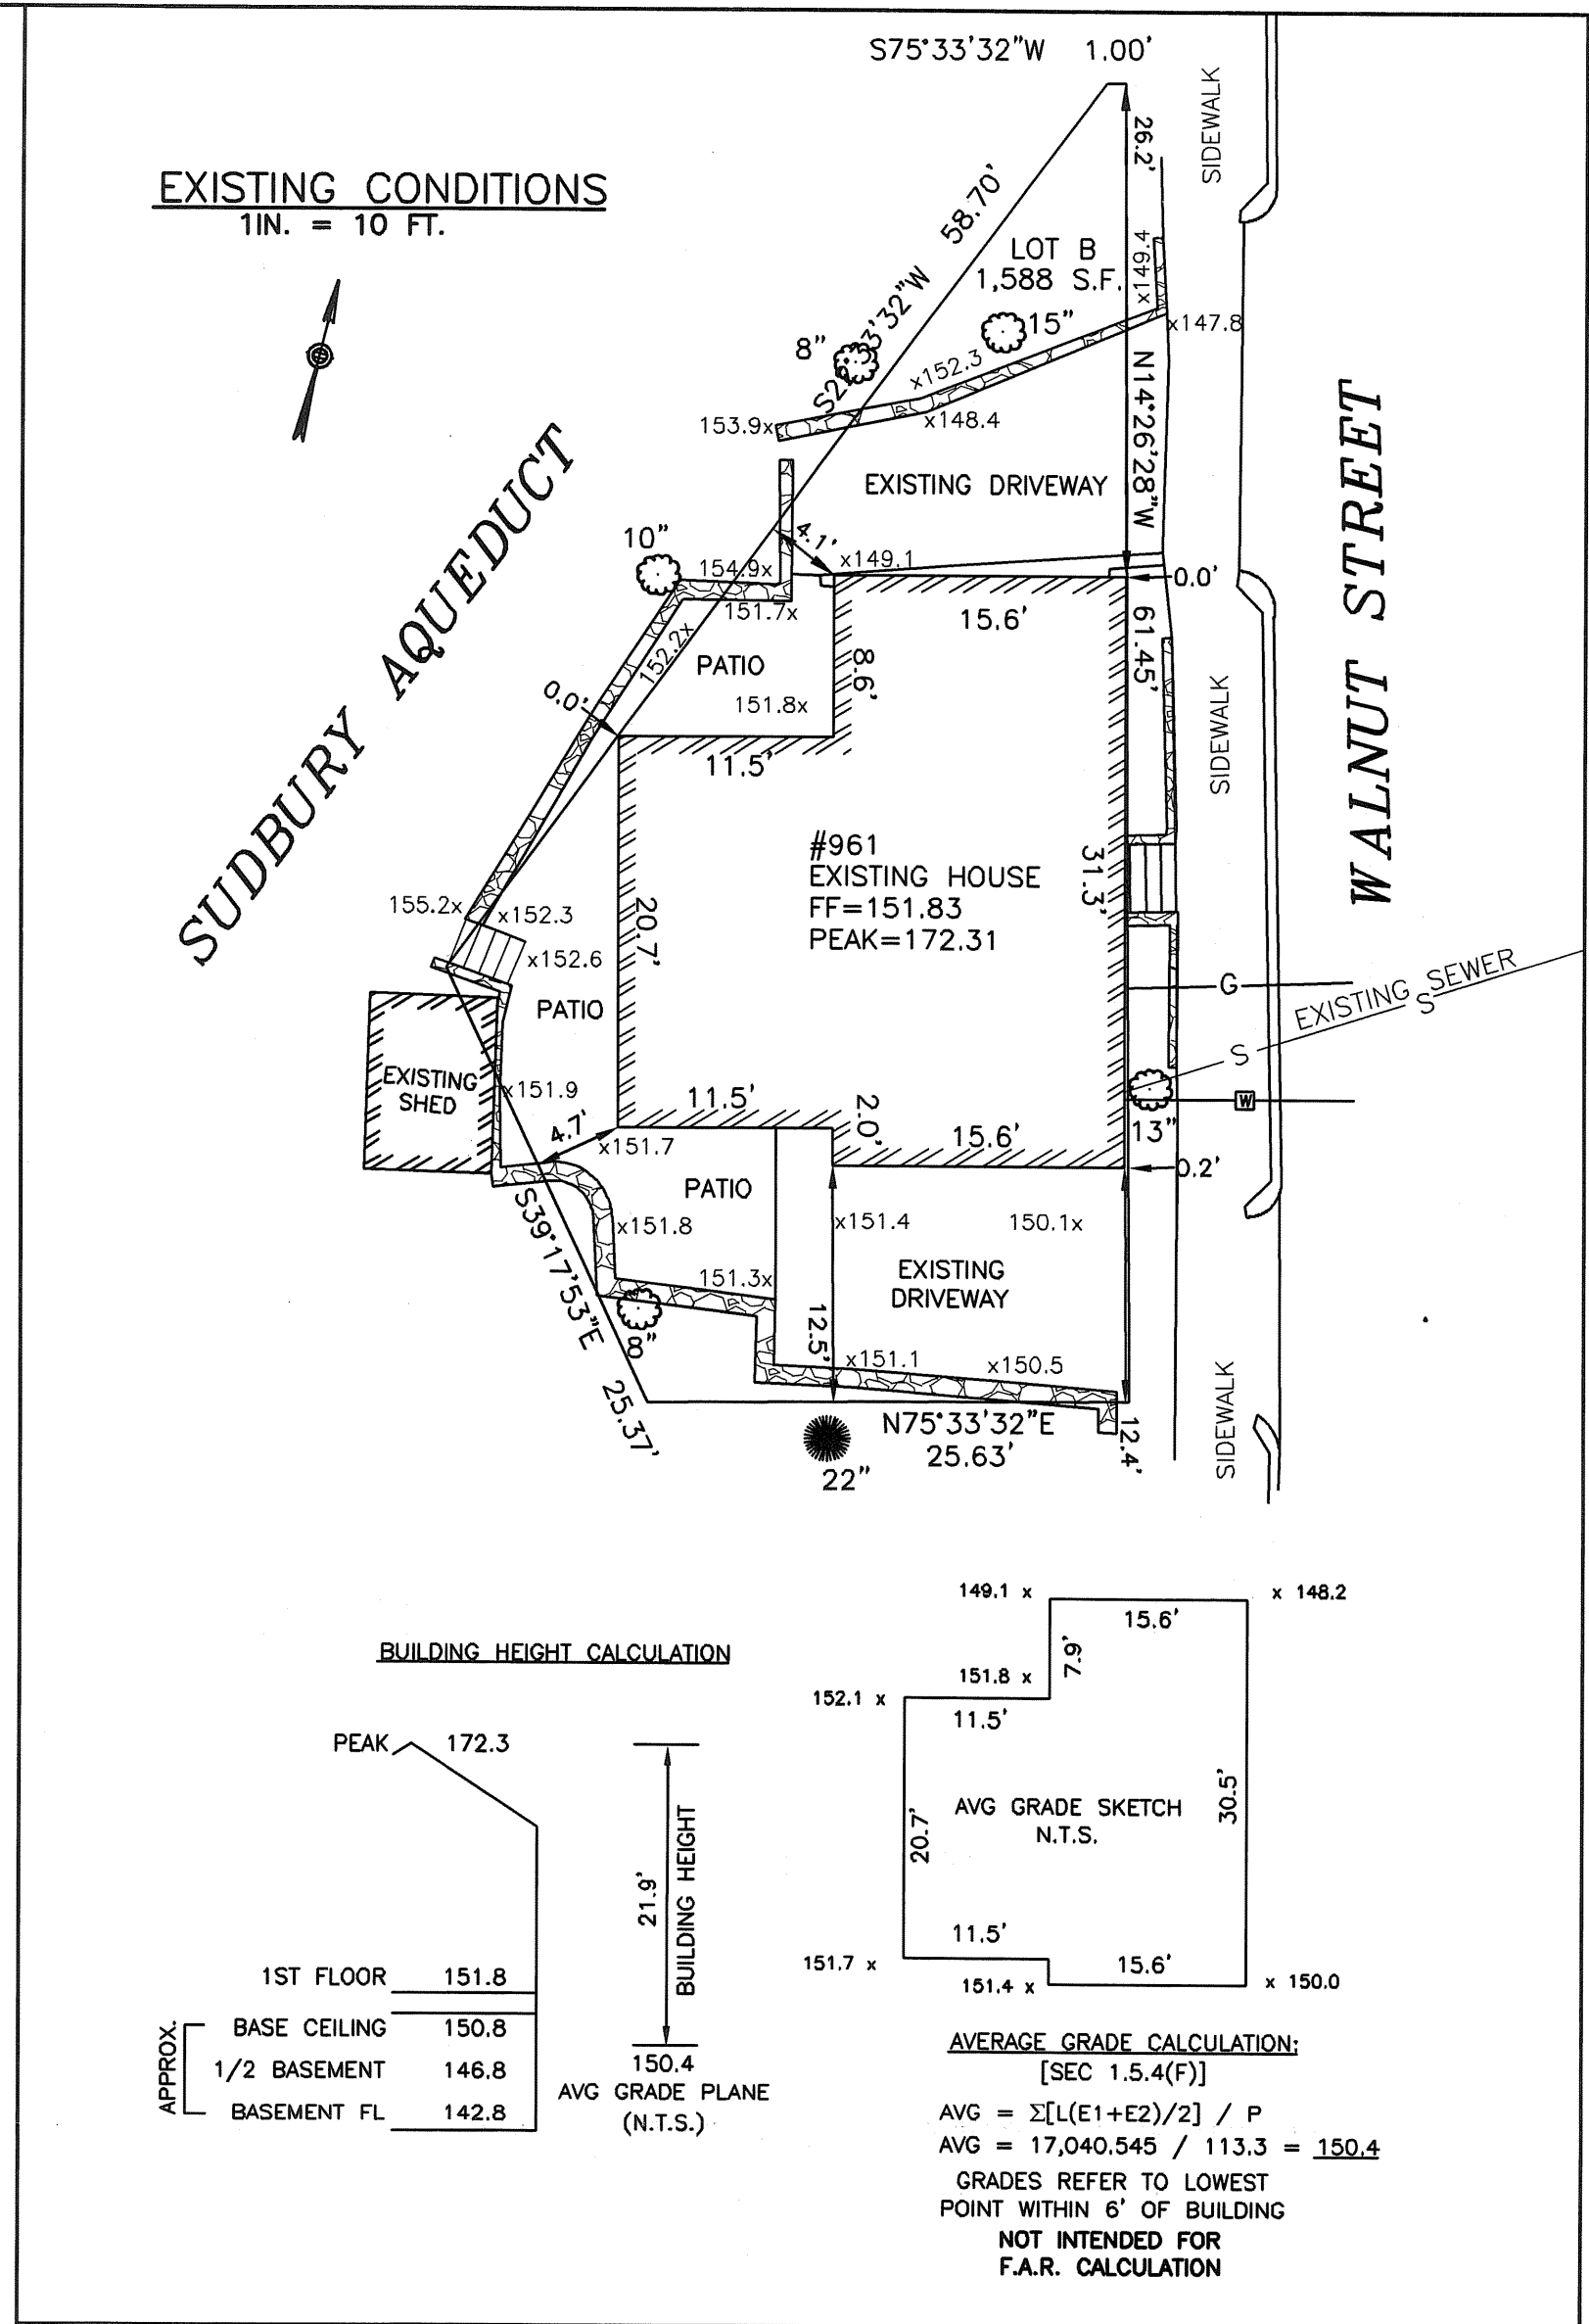 S75°33'32"W 1.00'
SIDEWALK
26.2'
EXISTING CONDITIONS
1IN. = 10 FT.
58.70'
LOT B
1,588 S.F.
x149.4
x147.8
15"
8"
x152.3
153.9x
x148.4
N14°26'28"W
61.45'
EXISTING DRIVEWAY
SUDBURY AQUEDUCT
WALNUT STREET
10"
4.1'
154.9x
x149.1
0.0'
151.7x
15.6'
152.2x
PATIO
8.6'
151.8x
0.0'
11.5'
SIDEWALK
#961
EXISTING HOUSE
FF=151.83
PEAK=172.31
31.3'
20.7'
155.2x
x152.3
x152.6
PATIO
G
EXISTING SEWER
S
S
EXISTING
SHED
x151.9
11.5'
2.0'
W
13"
4.7'
x151.7
15.6'
0.2'
PATIO
S39°17'53"E
25.37'
x151.8
x151.4
150.1x
EXISTING
DRIVEWAY
151.3x
8"
12.5'
x151.1
x150.5
N75°33'32"E
25.63'
12.4'
SIDEWALK
22"
149.1 x
x 148.2
15.6'
7.9'
BUILDING HEIGHT CALCULATION
151.8 x
152.1 x
11.5'
PEAK 172.3
AVG GRADE SKETCH
N.T.S.
30.5'
20.7'
21.9'
BUILDING HEIGHT
11.5'
151.7 x
15.6'
151.4 x
x 150.0
1ST FLOOR 151.8
APPROX.
BASE CEILING 150.8
1/2 BASEMENT 146.8
BASEMENT FL 142.8
150.4
AVG GRADE PLANE
(N.T.S.)
AVERAGE GRADE CALCULATION:
[SEC 1.5.4(F)]
AVG = Σ[L(E1+E2)/2] / P
AVG = 17,040.545 / 113.3 = 150.4
GRADES REFER TO LOWEST
POINT WITHIN 6' OF BUILDING
NOT INTENDED FOR
F.A.R. CALCULATION